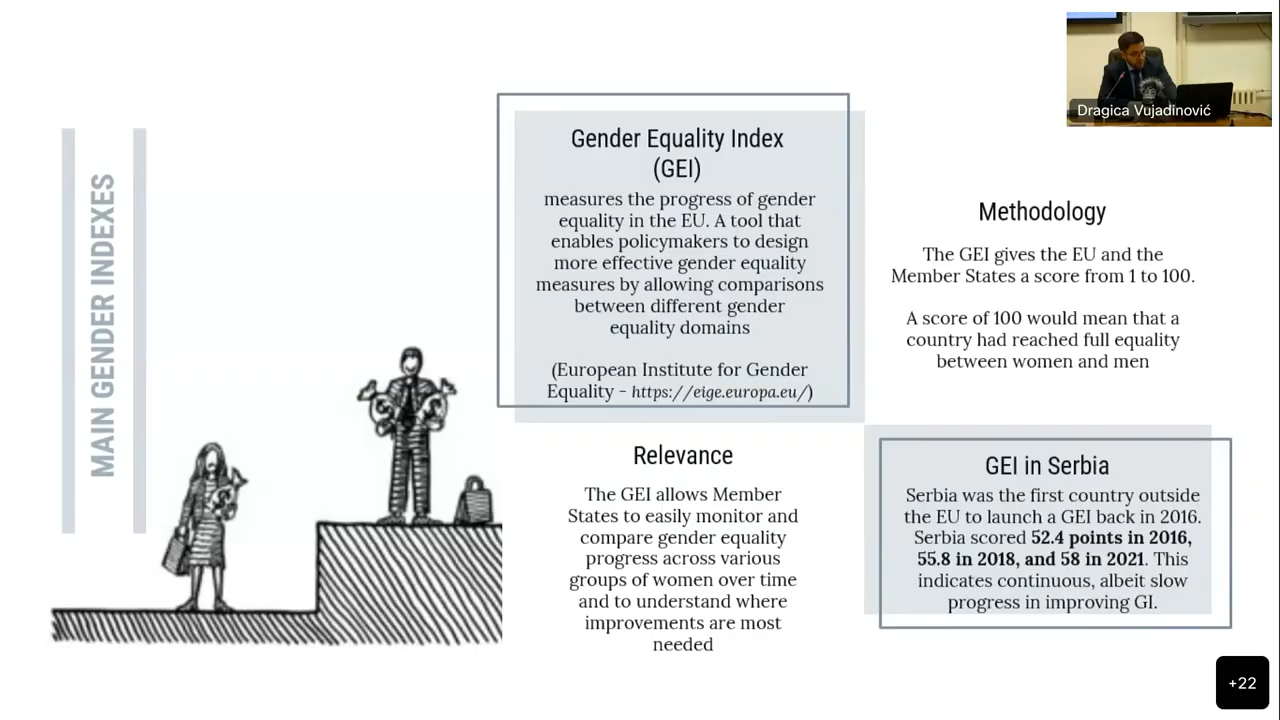 Dragica Vujadinović
MAIN GENDER INDEXES
Gender Equality Index
(GEI)
measures the progress of gender
equality in the EU. A tool that
enables policymakers to design
more effective gender equality
measures by allowing comparisons
between different gender
equality domains
(European Institute for Gender
Equality - https://eige.europa.eu/)
Methodology
The GEI gives the EU and the
Member States a score from 1 to 100.
A score of 100 would mean that a
country had reached full equality
between women and men
Relevance
The GEI allows Member
States to easily monitor and
compare gender equality
progress across various
groups of women over time
and to understand where
improvements are most
needed
GEI in Serbia
Serbia was the first country outside
the EU to launch a GEI back in 2016.
Serbia scored 52.4 points in 2016,
55.8 in 2018, and 58 in 2021. This
indicates continuous, albeit slow
progress in improving GI.
+22